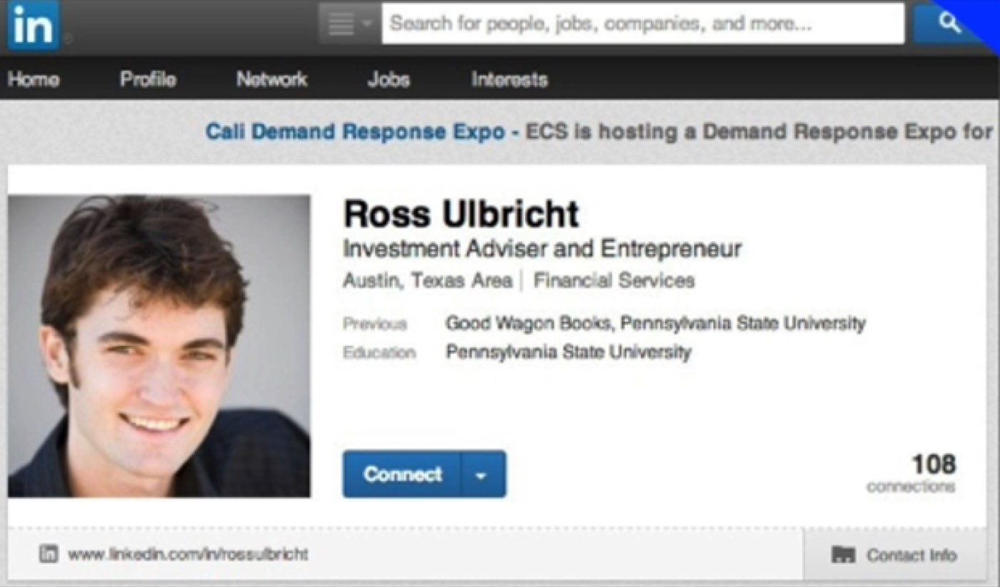 in
Search for people, jobs, companies, and more...
Home Profile Network Jobs Interests
Cali Demand Response Expo - ECS is hosting a Demand Response Expo for
Ross Ulbricht
Investment Adviser and Entrepreneur
Austin, Texas Area | Financial Services
Previous Good Wagon Books, Pennsylvania State University
Education Pennsylvania State University
Connect
108
connections
in www.linkedin.com/in/rossulbricht
Contact Info